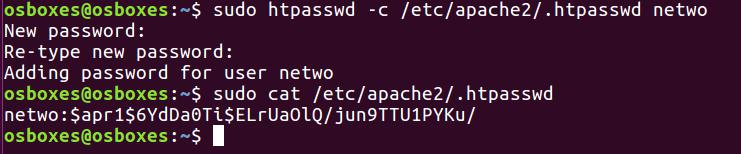 osboxes@osboxes:~$ sudo htpasswd -c /etc/apache2/.htpasswd netwo
New password:
Re-type new password:
Adding password for user netwo
osboxes@osboxes:~$ sudo cat /etc/apache2/.htpasswd
netwo:$apr1$6YdDa0Ti$ELrUaOlQ/jun9TTU1PYKu/
osboxes@osboxes:~$